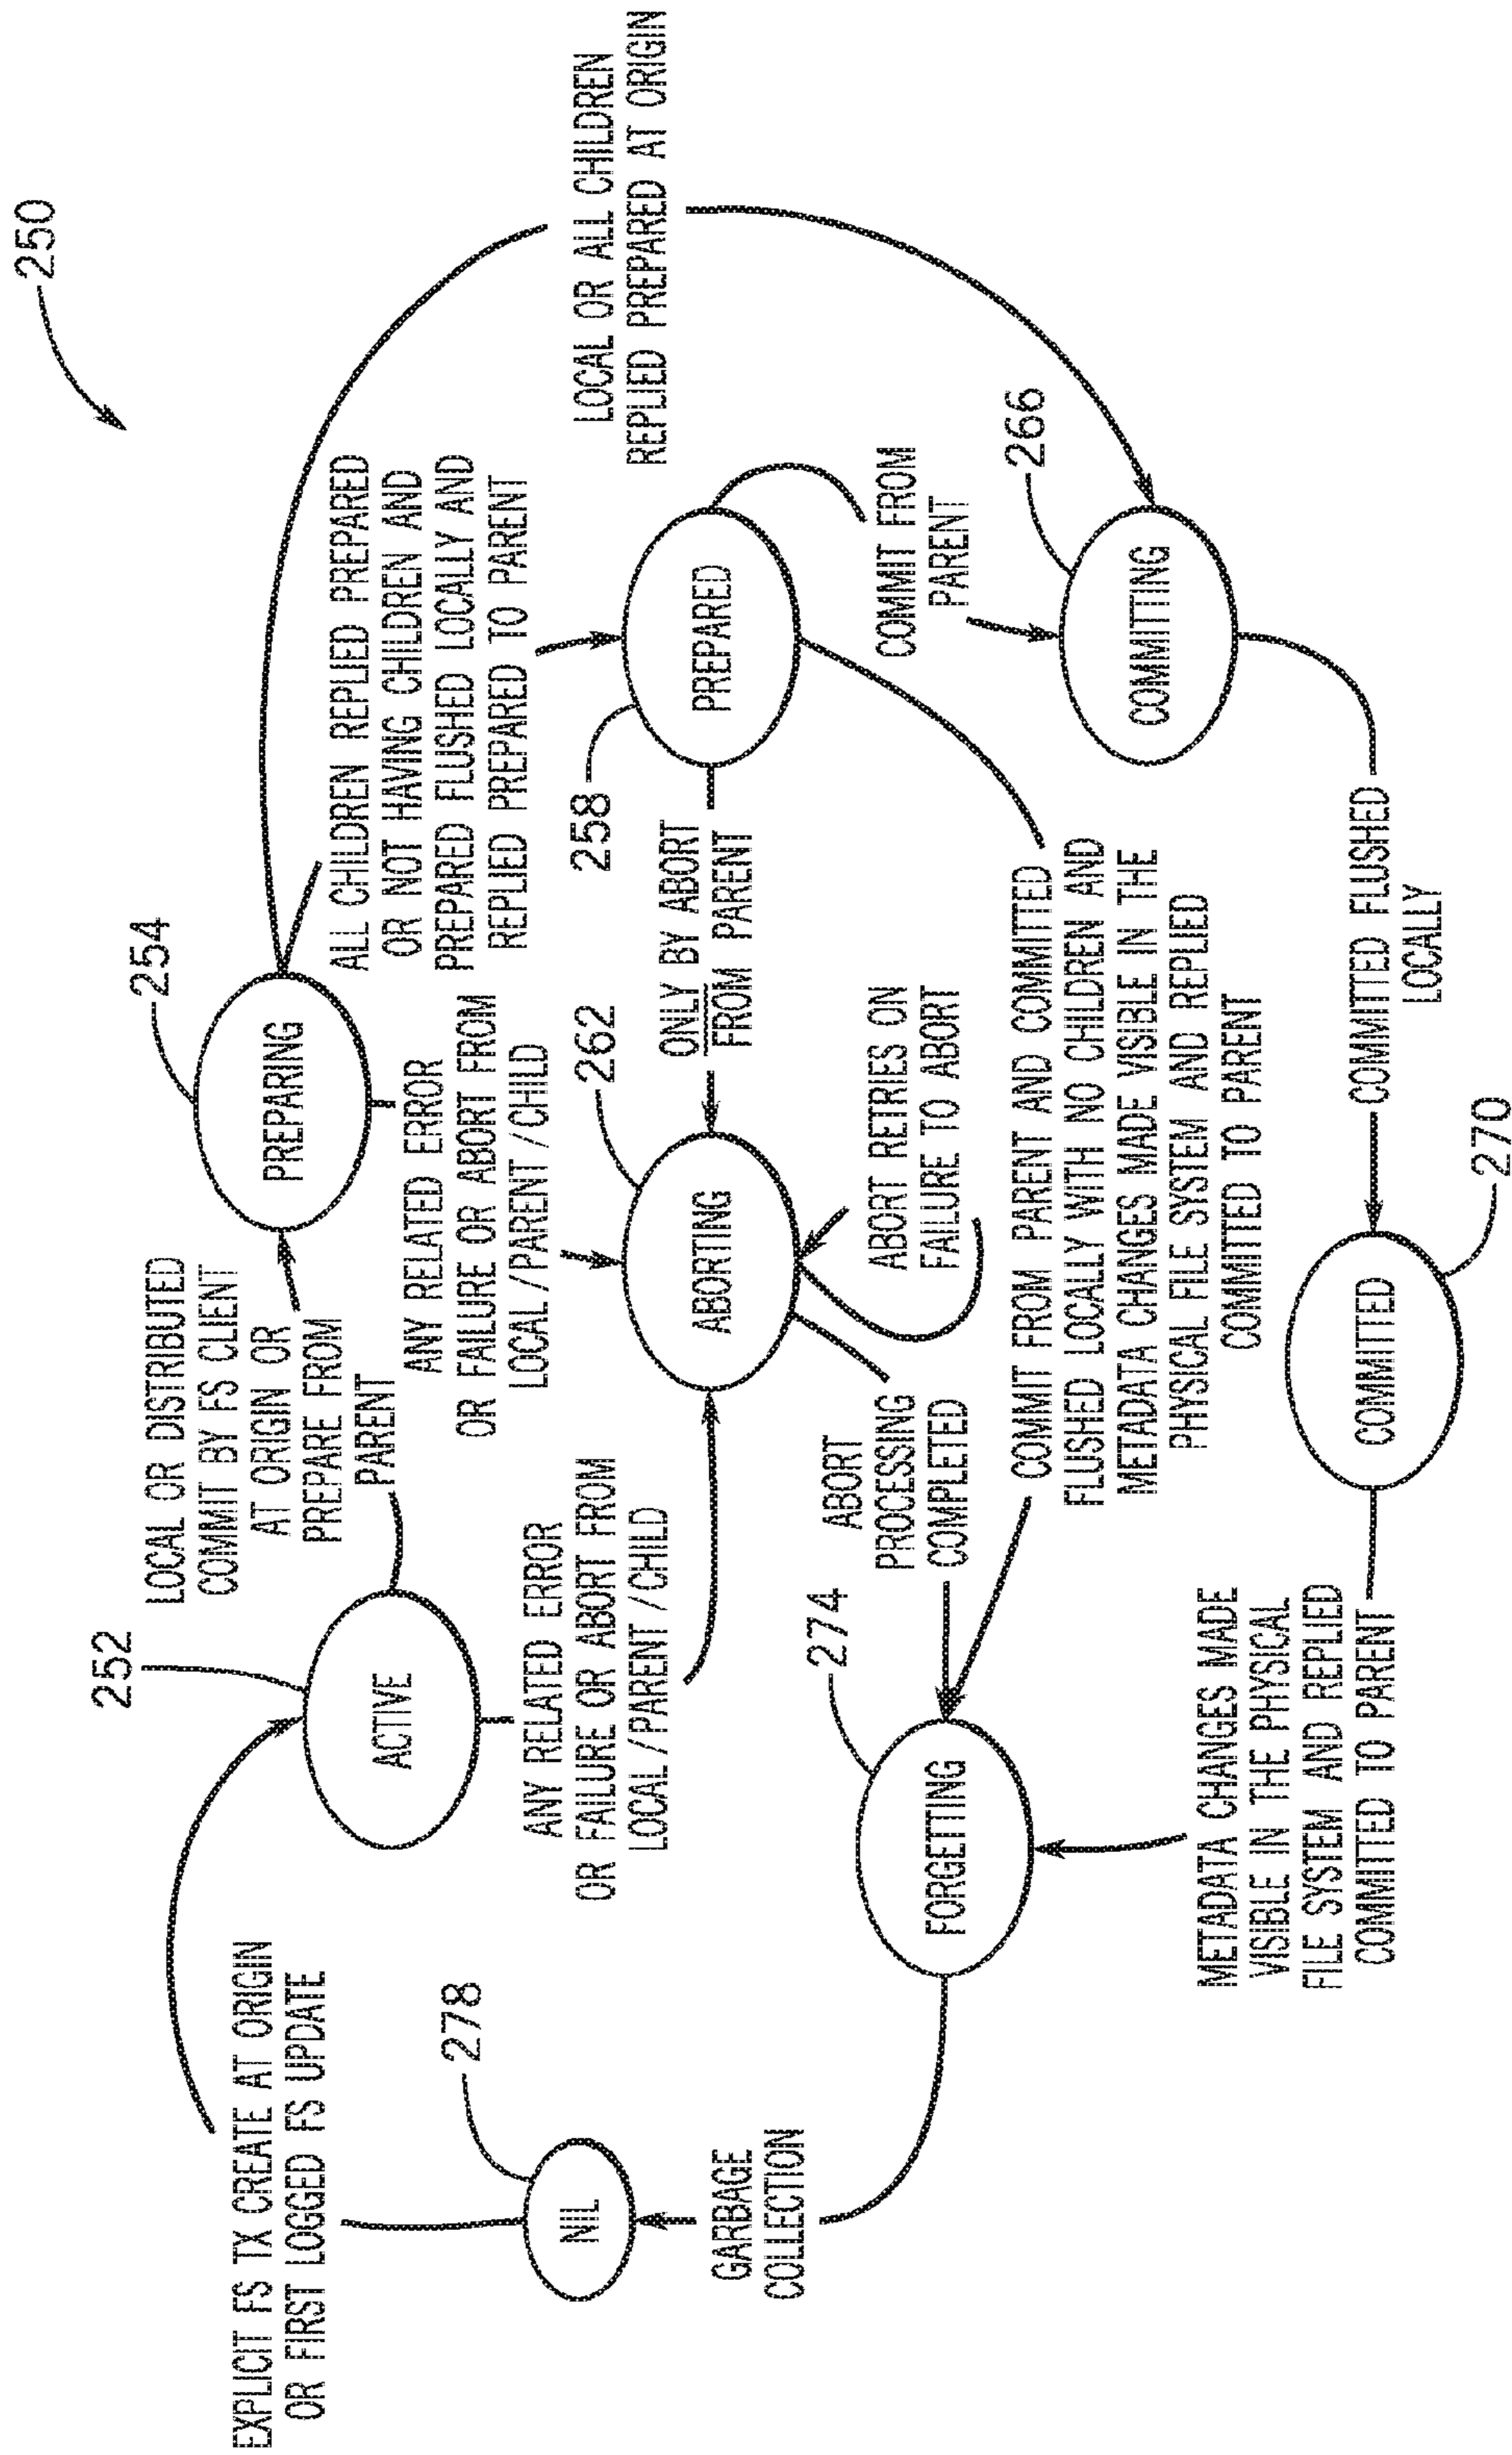 250
EXPLICIT FS TX CREATE AT ORIGIN
OR FIRST LOGGED FS UPDATE
252
ACTIVE
LOCAL OR DISTRIBUTED
COMMIT BY FS CLIENT
AT ORIGIN OR
PREPARE FROM
PARENT
254
PREPARING
ALL CHILDREN REPLIED PREPARED
OR NOT HAVING CHILDREN AND
PREPARED FLUSHED LOCALLY AND
REPLIED PREPARED TO PARENT
LOCAL OR ALL CHILDREN
REPLIED PREPARED AT ORIGIN
278
NIL
ANY RELATED ERROR
OR FAILURE OR ABORT FROM
LOCAL/PARENT/CHILD
ANY RELATED ERROR
OR FAILURE OR ABORT FROM
LOCAL/PARENT/CHILD
262
ABORTING
ONLY BY ABORT
FROM PARENT
258
PREPARED
GARBAGE
COLLECTION
274
FORGETTING
ABORT
PROCESSING
COMPLETED
ABORT RETRIES ON
FAILURE TO ABORT
COMMIT FROM
PARENT
COMMIT FROM PARENT AND COMMITTED
FLUSHED LOCALLY WITH NO CHILDREN AND
METADATA CHANGES MADE VISIBLE IN THE
PHYSICAL FILE SYSTEM AND REPLIED
COMMITTED TO PARENT
266
COMMITTING
METADATA CHANGES MADE
VISIBLE IN THE PHYSICAL
FILE SYSTEM AND REPLIED
COMMITTED TO PARENT
COMMITTED
270
COMMITTED FLUSHED
LOCALLY